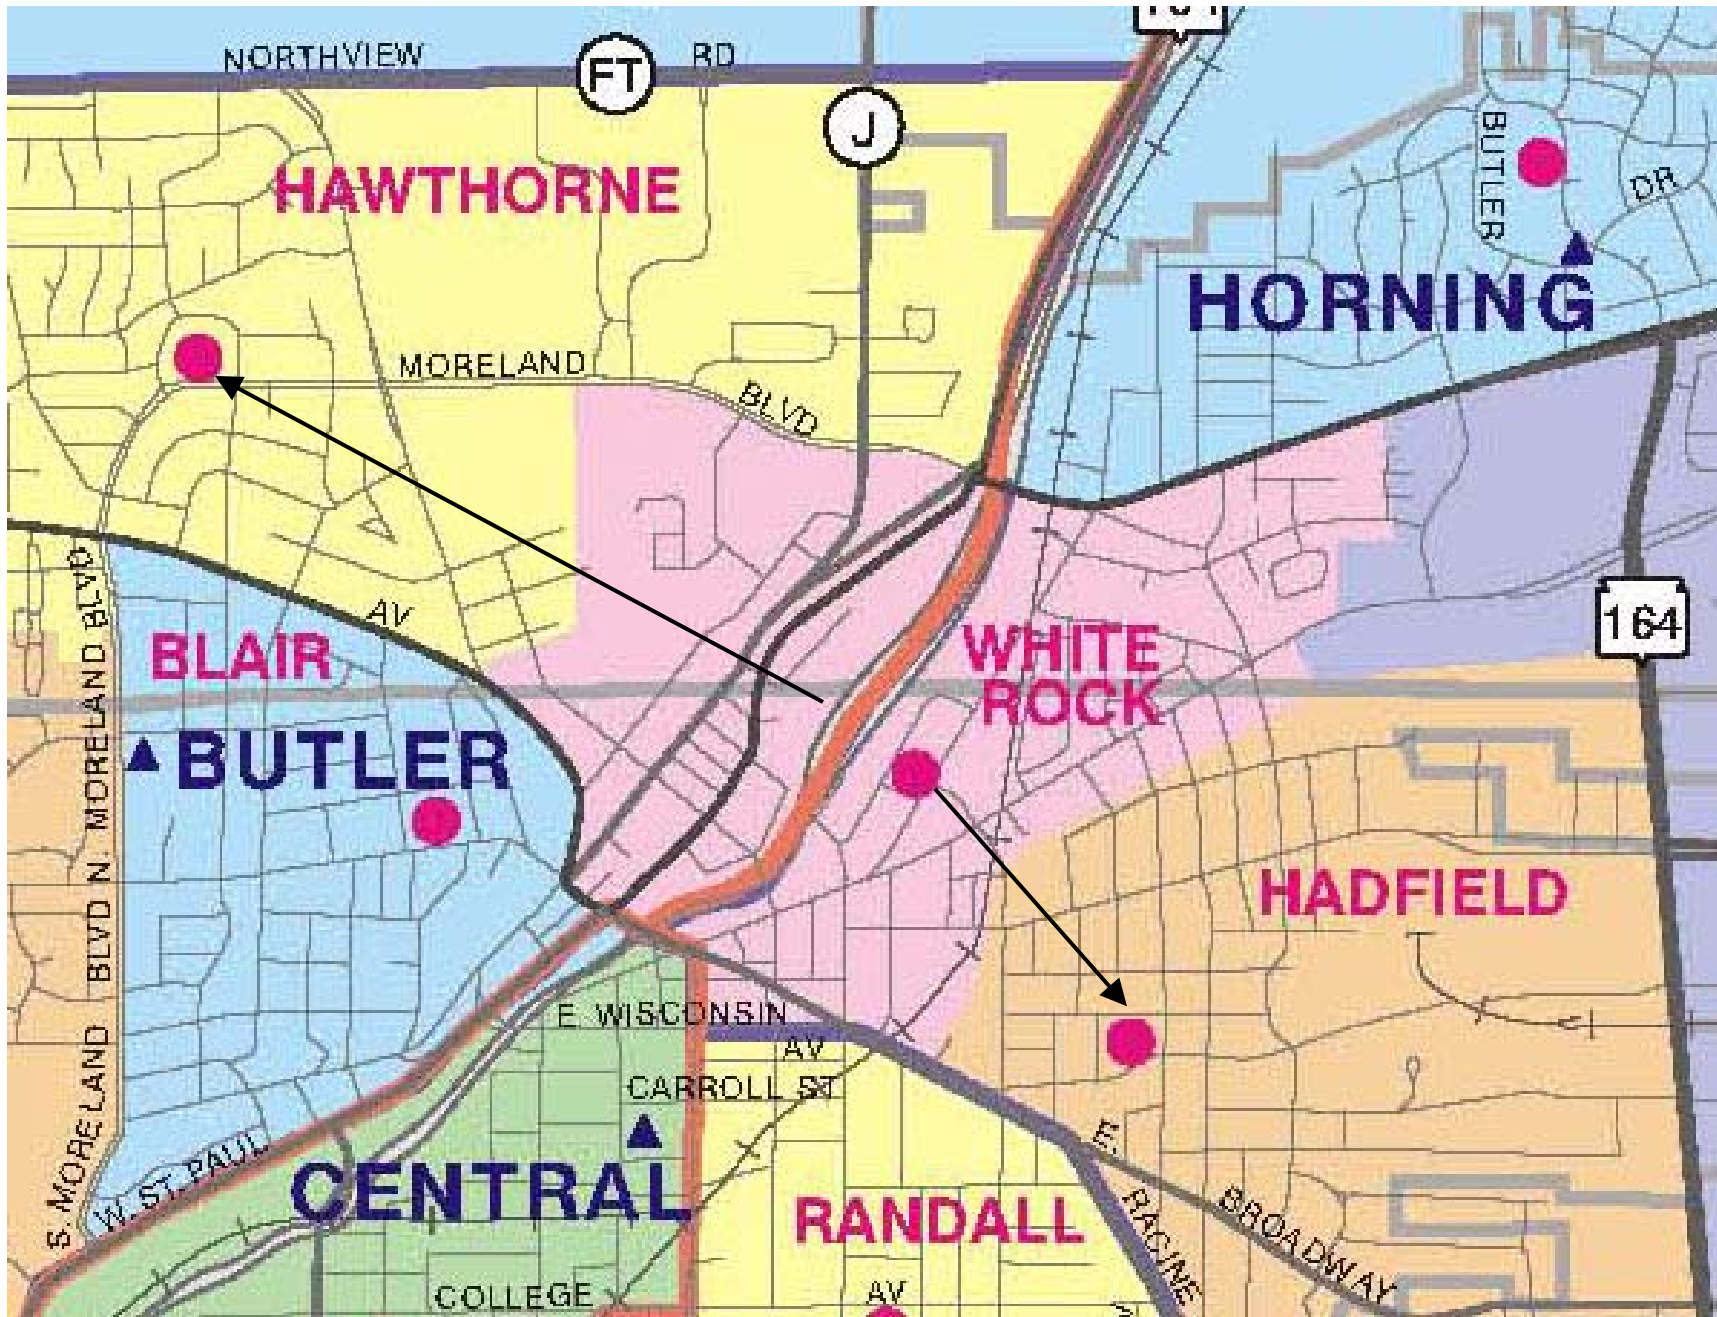 NORTHVIEW
FT
RD
J
BUTLER
DR
HAWTHORNE
HORNING
MORELAND
BLVD
AV
164
WHITE
ROCK
BLAIR
BUTLER
N. MORELAND BLVD
HADFIELD
E. WISCONSIN
AV
CARROLL ST
S. MORELAND BLVD
W. ST. PAUL
CENTRAL
RANDALL
E.
BROADWAY
RACINE
COLLEGE
AV